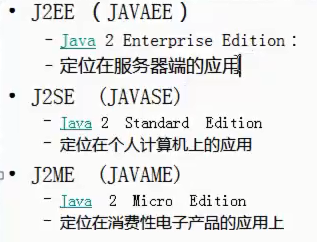 • J2EE （JAVAEE）
– Java 2 Enterprise Edition：
– 定位在服务器端的应用
• J2SE （JAVASE)
– Java 2 Standard Edition
– 定位在个人计算机上的应用
• J2ME （JAVAME)
– Java 2 Micro Edition
– 定位在消费性电子产品的应用上